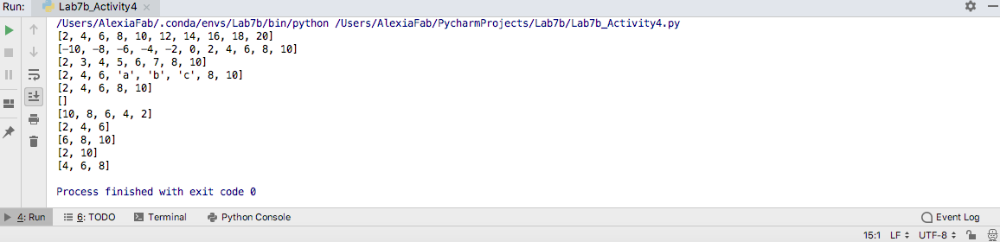 Run: Lab7b_Activity4 ×
/Users/AlexiaFab/.conda/envs/Lab7b/bin/python /Users/AlexiaFab/PycharmProjects/Lab7b/Lab7b_Activity4.py
[2, 4, 6, 8, 10, 12, 14, 16, 18, 20]
[-10, -8, -6, -4, -2, 0, 2, 4, 6, 8, 10]
[2, 3, 4, 5, 6, 7, 8, 10]
[2, 4, 6, 'a', 'b', 'c', 8, 10]
[2, 4, 6, 8, 10]
[]
[10, 8, 6, 4, 2]
[2, 4, 6]
[6, 8, 10]
[2, 10]
[4, 6, 8]
Process finished with exit code 0
4: Run 6: TODO Terminal Python Console Event Log
15:1 LF UTF-8